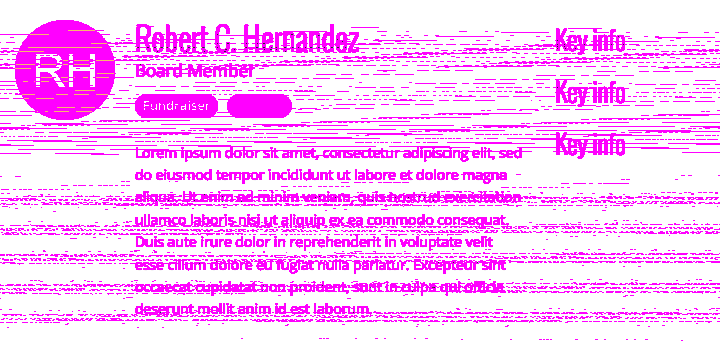 RH
Robert C. Hernandez
Board Member
Fundraiser
Key info
Key info
Key info
Lorem ipsum dolor sit amet, consectetur adipiscing elit, sed
do eiusmod tempor incididunt ut labore et dolore magna
aliqua. Ut enim ad minim veniam, quis nostrud exercitation
ullamco laboris nisi ut aliquip ex ea commodo consequat.
Duis aute irure dolor in reprehenderit in voluptate velit
esse cillum dolore eu fugiat nulla pariatur. Excepteur sint
occaecat cupidatat non proident, sunt in culpa qui officia
deserunt mollit anim id est laborum.